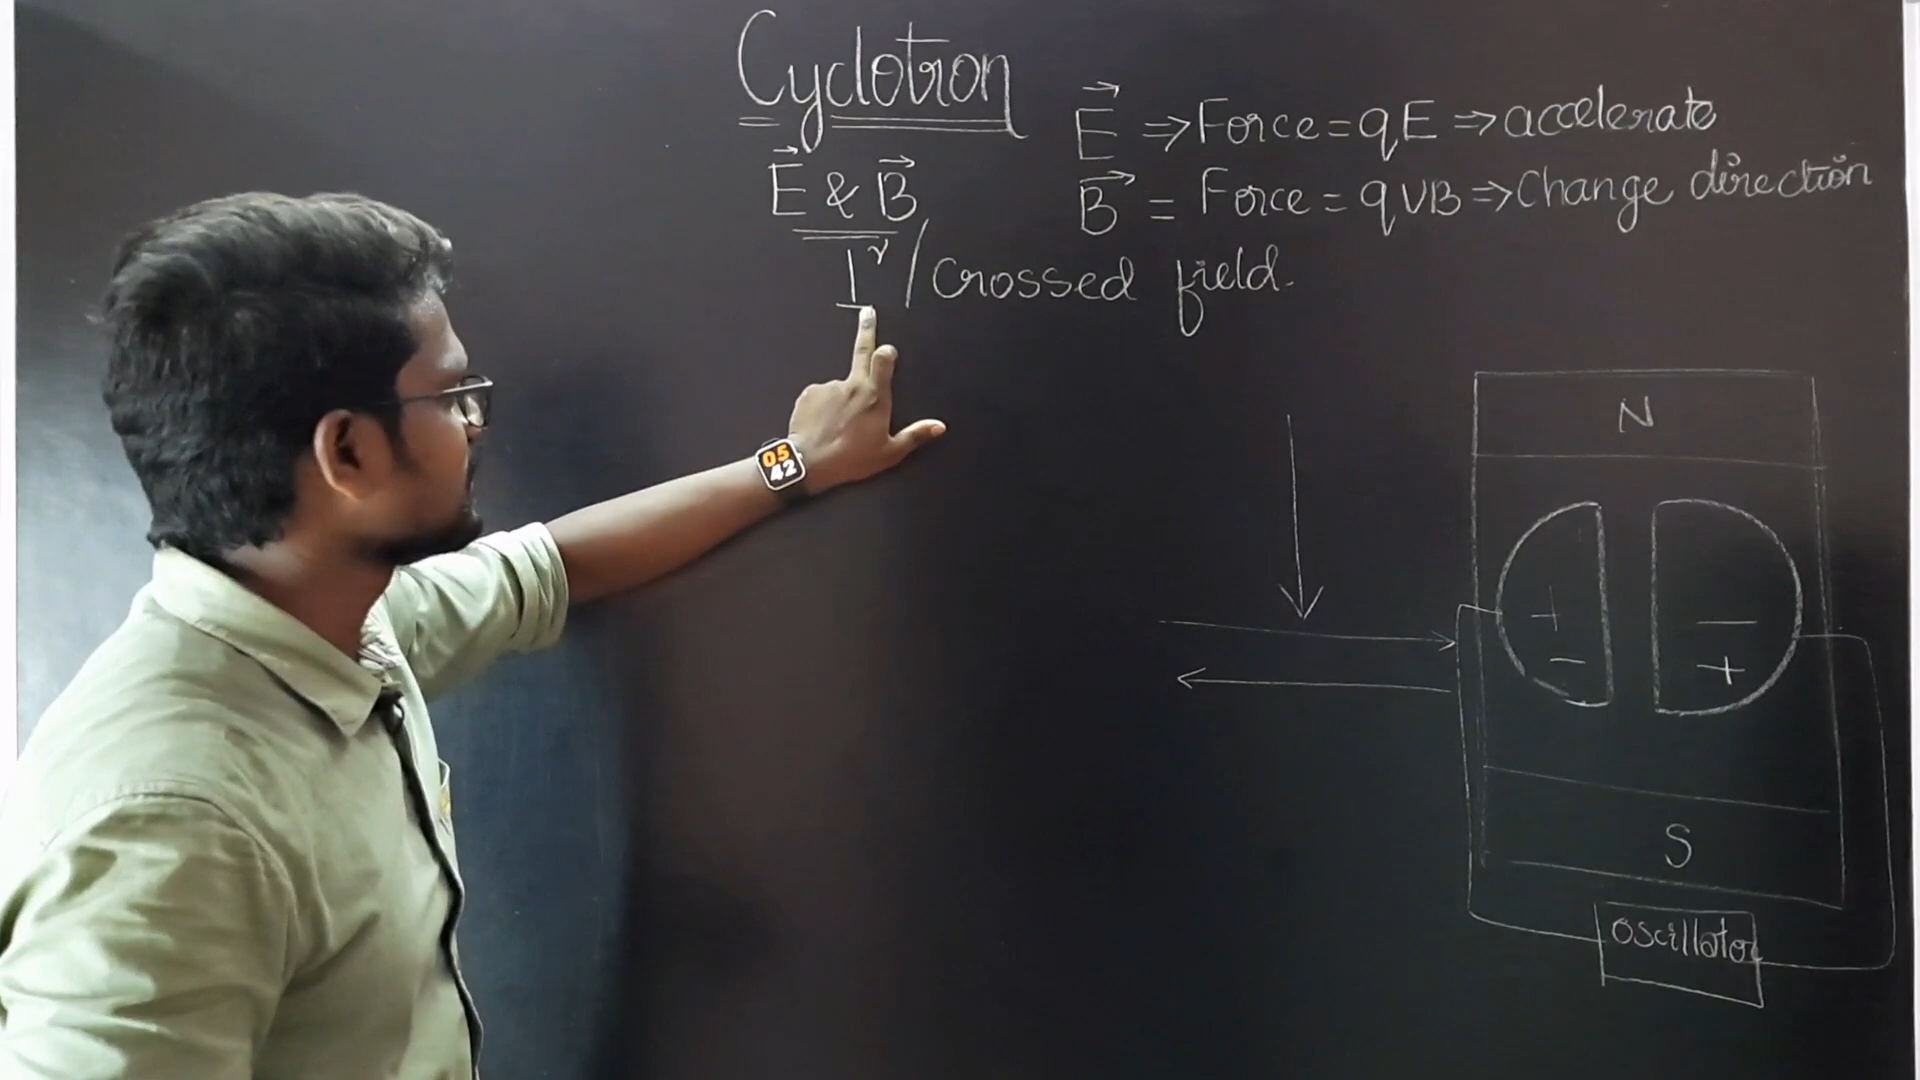 Cyclotron
E⃗ ⇒ Force = qE ⇒ accelerate
E⃗ & B⃗
B⃗ = Force = qVB ⇒ Change direction
⊥r / Crossed field.
N
+ −
− +
S
oscillator
05
42